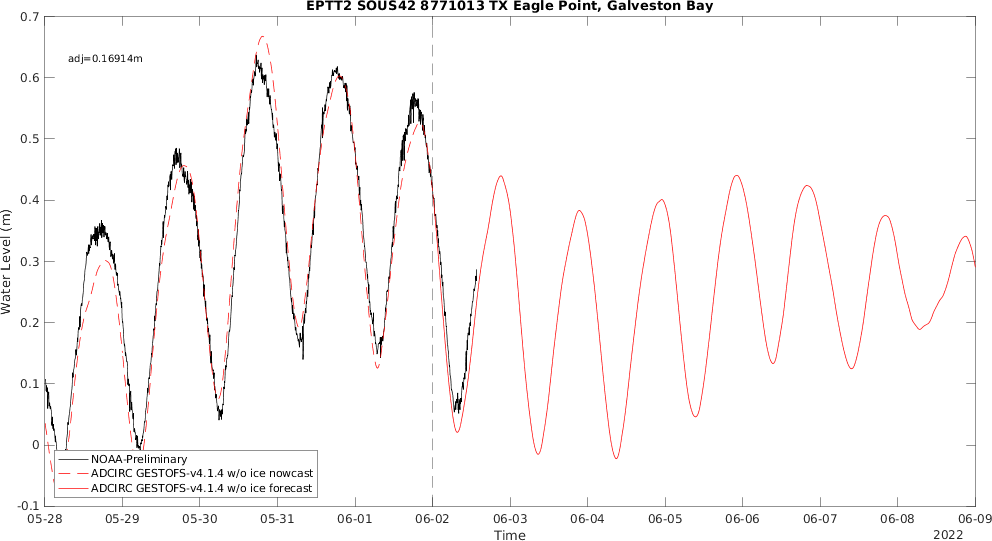 EPTT2 SOUS42 8771013 TX Eagle Point, Galveston Bay
adj=0.16914m
Water Level (m)
0.7
0.6
0.5
0.4
0.3
0.2
0.1
0
-0.1
NOAA-Preliminary
ADCIRC GESTOFS-v4.1.4 w/o ice nowcast
ADCIRC GESTOFS-v4.1.4 w/o ice forecast
05-28 05-29 05-30 05-31 06-01 06-02 06-03 06-04 06-05 06-06 06-07 06-08 06-09
Time
2022